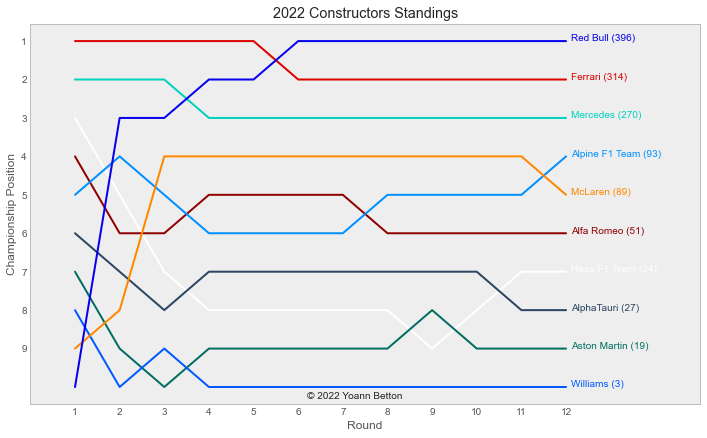 2022 Constructors Standings
Championship Position
1
2
3
4
5
6
7
8
9
Red Bull (396)
Ferrari (314)
Mercedes (270)
Alpine F1 Team (93)
McLaren (89)
Alfa Romeo (51)
Haas F1 Team (34)
AlphaTauri (27)
Aston Martin (19)
Williams (3)
© 2022 Yoann Betton
1 2 3 4 5 6 7 8 9 10 11 12
Round